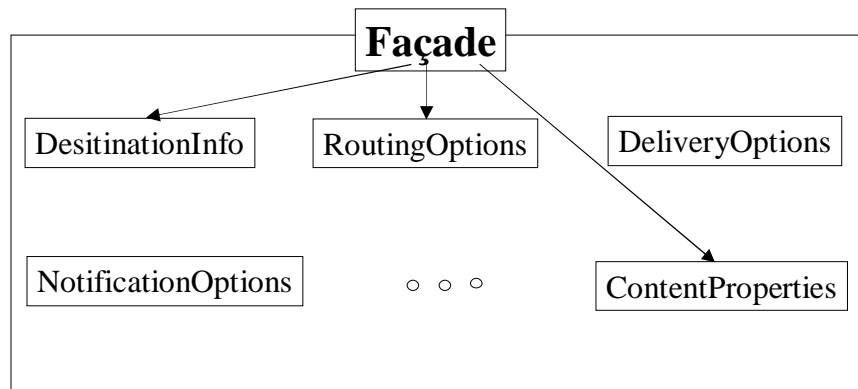 Façade
DesitinationInfo
RoutingOptions
DeliveryOptions
NotificationOptions
ContentProperties